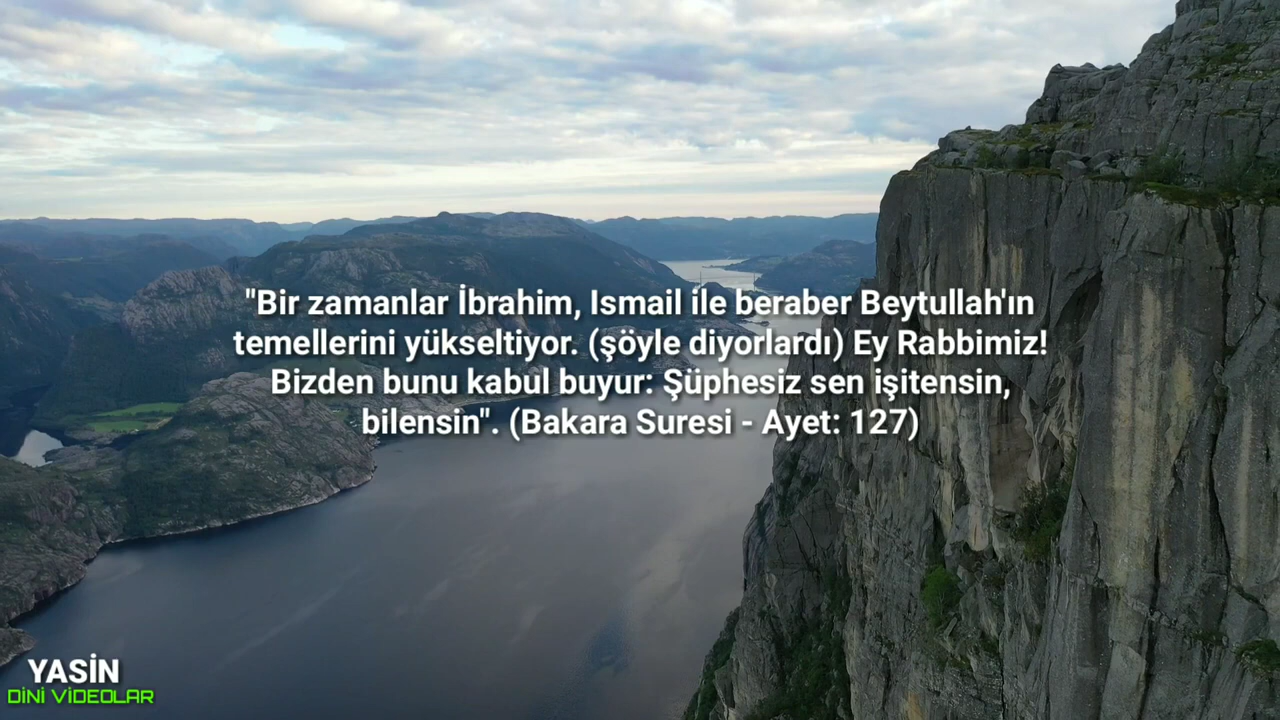 "Bir zamanlar İbrahim, Ismail ile beraber Beytullah'ın
temellerini yükseltiyor. (şöyle diyorlardı) Ey Rabbimiz!
Bizden bunu kabul buyur: Şüphesiz sen işitensin,
bilensin". (Bakara Suresi - Ayet: 127)
YASİN
DİNİ VİDEOLAR